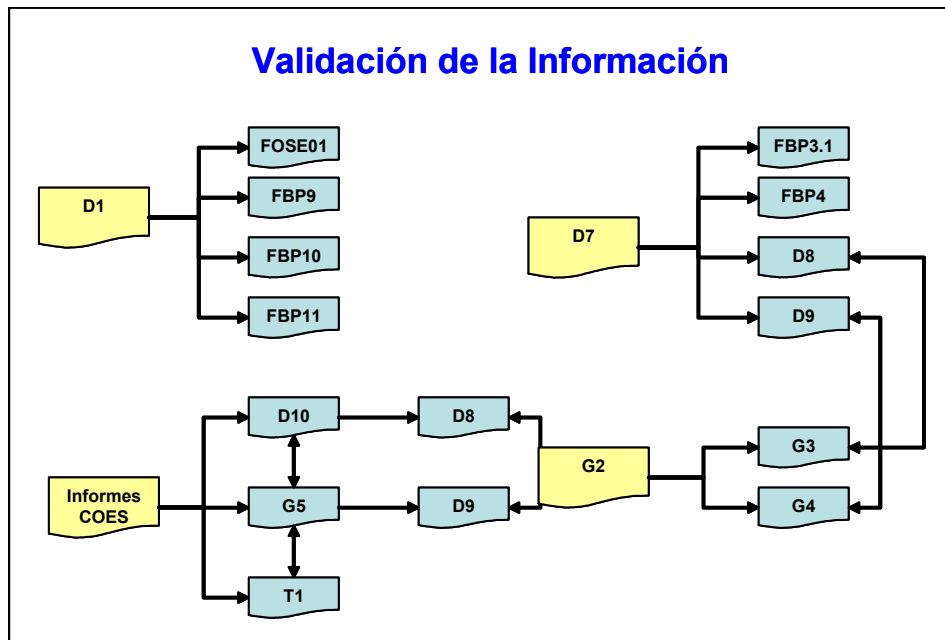 Validación de la Información
FOSE01
FBP9
FBP10
FBP11
D1
FBP3.1
FBP4
D7
D8
D9
D10
D8
G2
G3
Informes
COES
G5
D9
G4
T1